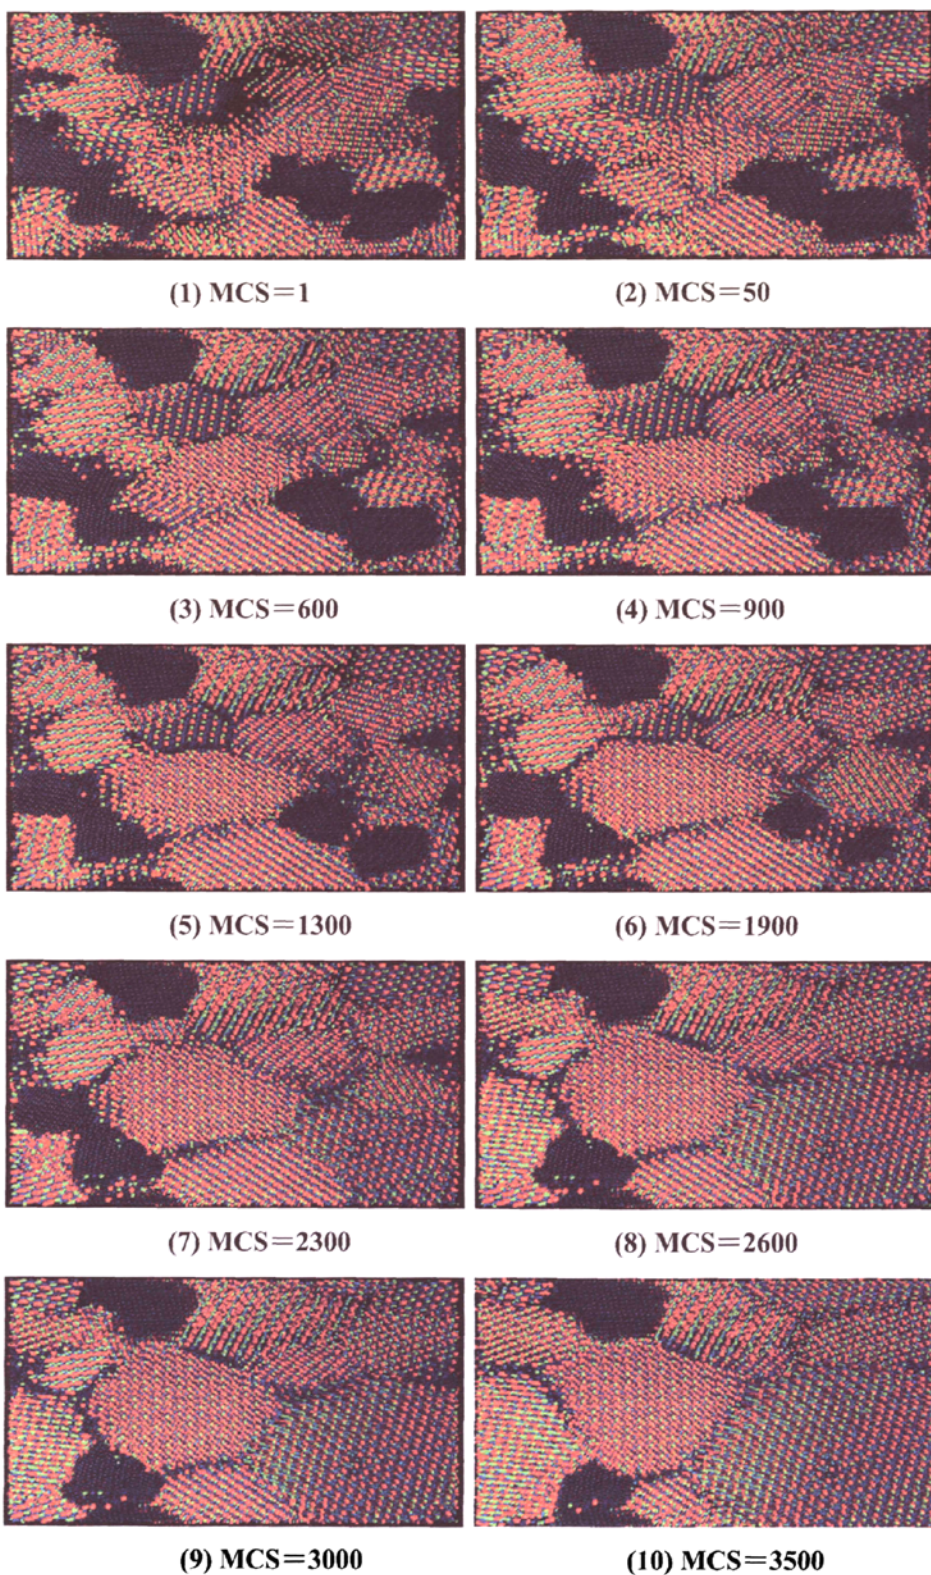 (1) MCS=1
(2) MCS=50
(3) MCS=600
(4) MCS=900
(5) MCS=1300
(6) MCS=1900
(7) MCS=2300
(8) MCS=2600
(9) MCS=3000
(10) MCS=3500